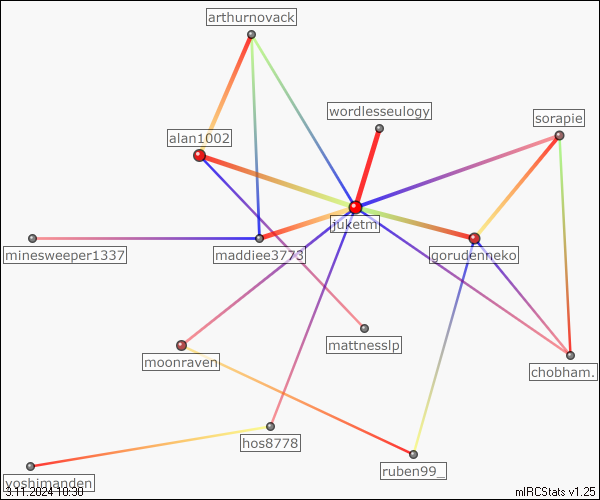 arthurnovack
wordlesseulogy
sorapie
alan1002
juketm
minesweeper1337
maddiee3773
gorudenneko
mattnesslp
moonraven
chobham.
hos8778
ruben99_
yoshimanden
3.11.2024 10:30
mIRCStats v1.25